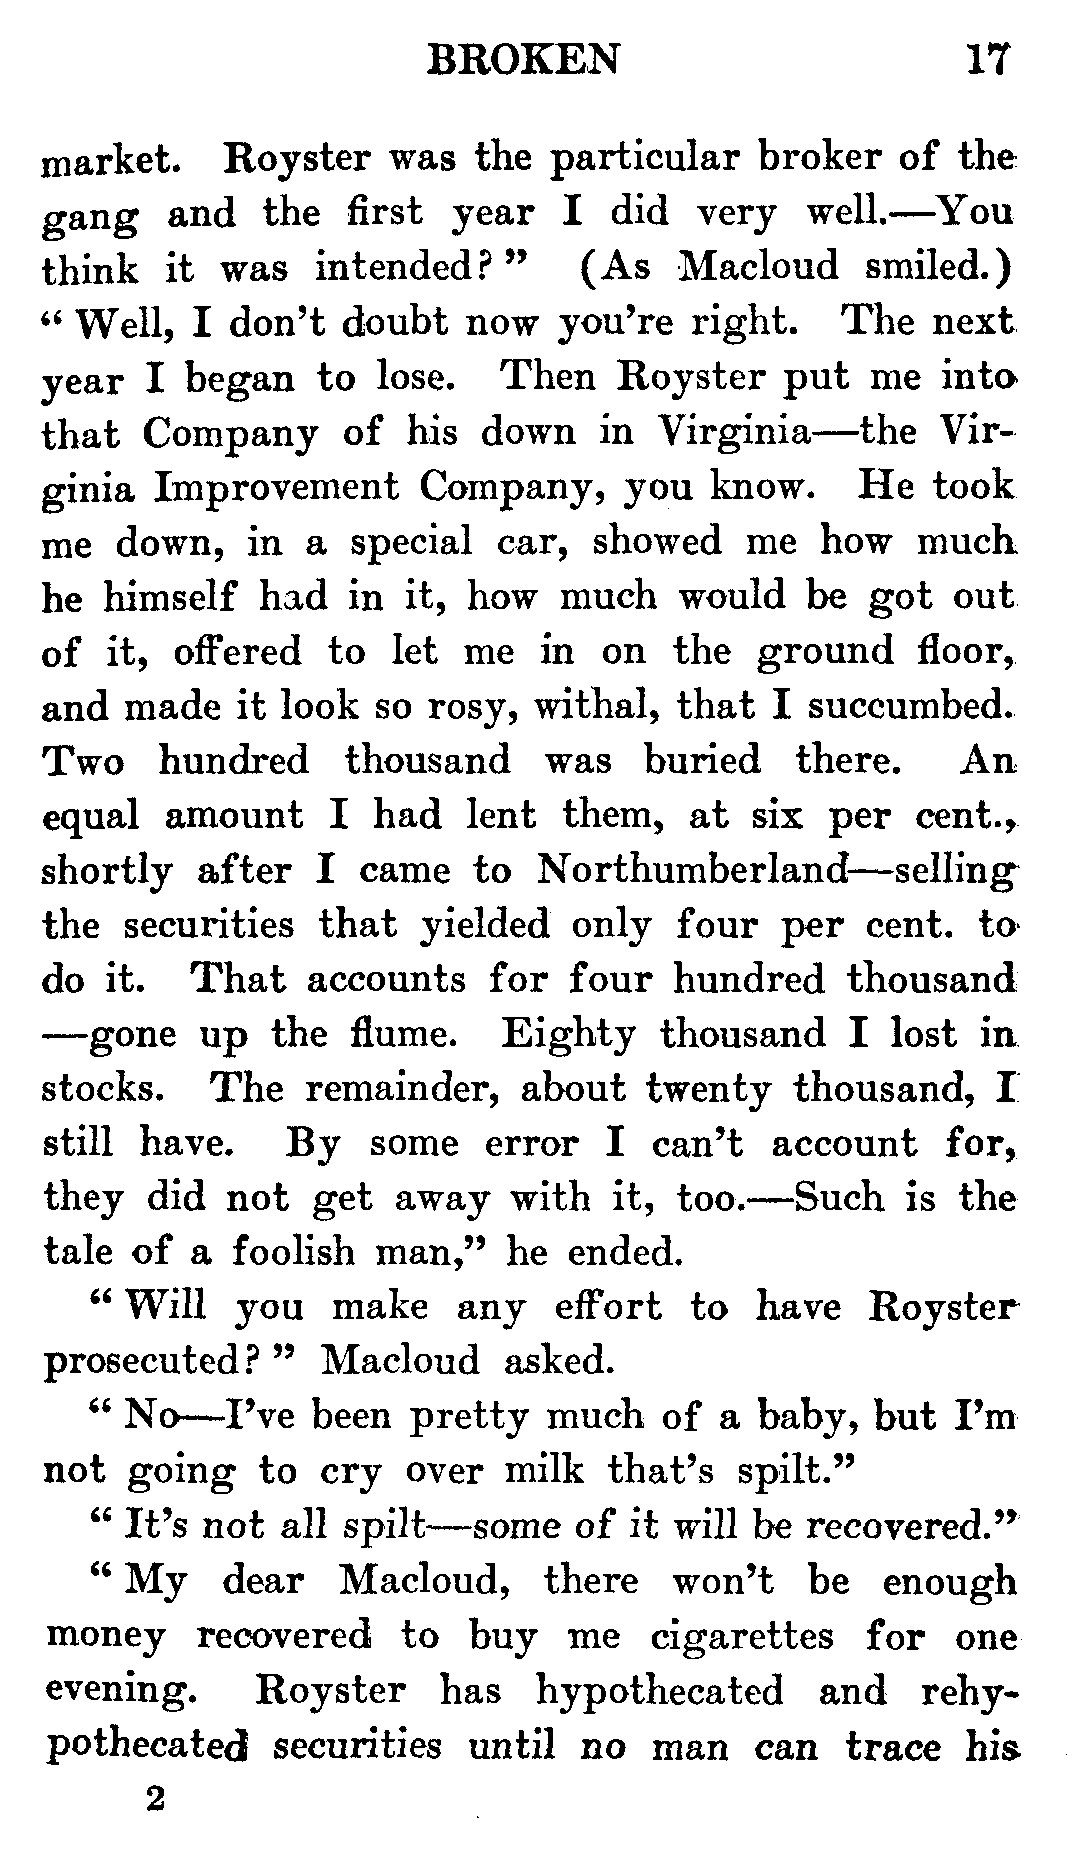 BROKEN 17
market. Royster was the particular broker of the
gang and the first year I did very well.—You
think it was intended?" (As Macloud smiled.)
"Well, I don't doubt now you're right. The next
year I began to lose. Then Royster put me into
that Company of his down in Virginia—the Vir-
ginia Improvement Company, you know. He took
me down, in a special car, showed me how much
he himself had in it, how much would be got out
of it, offered to let me in on the ground floor,
and made it look so rosy, withal, that I succumbed.
Two hundred thousand was buried there. An
equal amount I had lent them, at six per cent.,
shortly after I came to Northumberland—selling
the securities that yielded only four per cent. to
do it. That accounts for four hundred thousand
—gone up the flume. Eighty thousand I lost in
stocks. The remainder, about twenty thousand, I
still have. By some error I can't account for,
they did not get away with it, too.—Such is the
tale of a foolish man," he ended.
"Will you make any effort to have Royster
prosecuted?" Macloud asked.
"No—I've been pretty much of a baby, but I'm
not going to cry over milk that's spilt."
"It's not all spilt—some of it will be recovered."
"My dear Macloud, there won't be enough
money recovered to buy me cigarettes for one
evening. Royster has hypothecated and rehy-
pothecated securities until no man can trace his
2